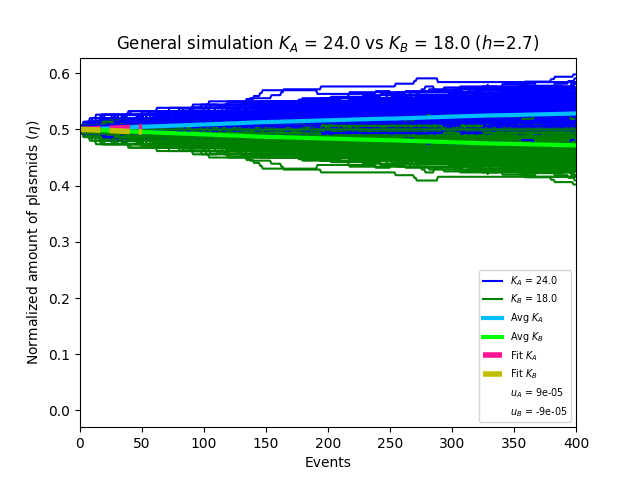 General simulation K_A = 24.0 vs K_B = 18.0 (h=2.7)
Normalized amount of plasmids (η)
0.6
0.5
0.4
0.3
0.2
0.1
0.0
K_A = 24.0
K_B = 18.0
Avg K_A
Avg K_B
Fit K_A
Fit K_B
u_A = 9e-05
u_B = -9e-05
0 50 100 150 200 250 300 350 400
Events